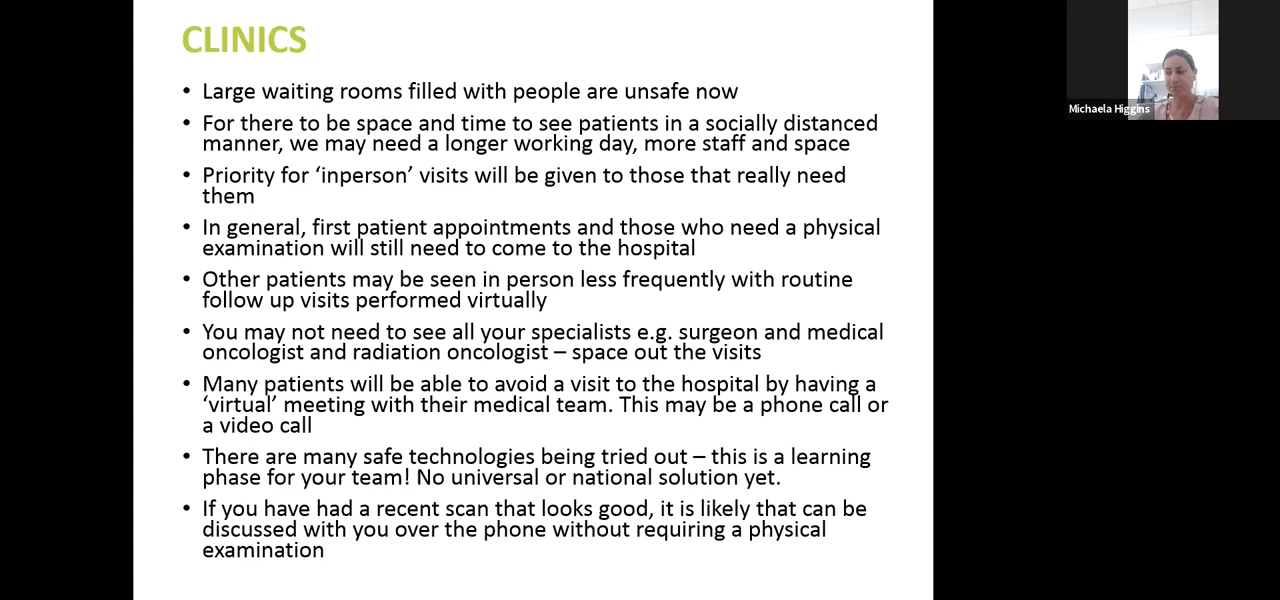 CLINICS
• Large waiting rooms filled with people are unsafe now
• For there to be space and time to see patients in a socially distanced
manner, we may need a longer working day, more staff and space
• Priority for ‘inperson’ visits will be given to those that really need
them
• In general, first patient appointments and those who need a physical
examination will still need to come to the hospital
• Other patients may be seen in person less frequently with routine
follow up visits performed virtually
• You may not need to see all your specialists e.g. surgeon and medical
oncologist and radiation oncologist – space out the visits
• Many patients will be able to avoid a visit to the hospital by having a
‘virtual’ meeting with their medical team. This may be a phone call or
a video call
• There are many safe technologies being tried out – this is a learning
phase for your team! No universal or national solution yet.
• If you have had a recent scan that looks good, it is likely that can be
discussed with you over the phone without requiring a physical
examination
Michaela Higgins